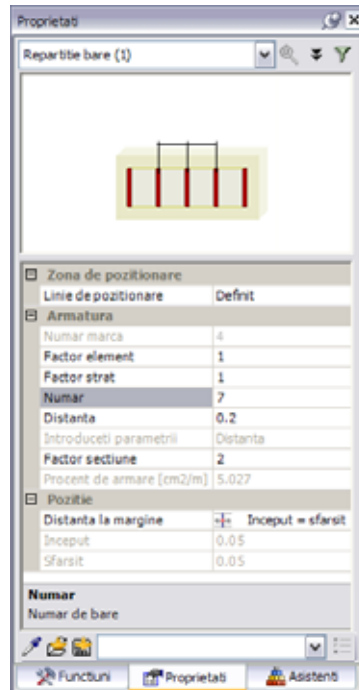 Proprietati
Repartitie bare (1)
Zona de pozitionare
Linie de pozitionare Definit
Armatura
Numar marca 4
Factor element 1
Factor strat 1
Numar 7
Distanta 0.2
Introduceti parametrii Distanta
Factor sectiune 2
Procent de armare [cm2/m] 5.027
Pozitie
Distanta la margine Inceput = sfarsit
Inceput 0.05
Sfarsit 0.05
Numar
Numar de bare
Functiuni Proprietati Asistenti